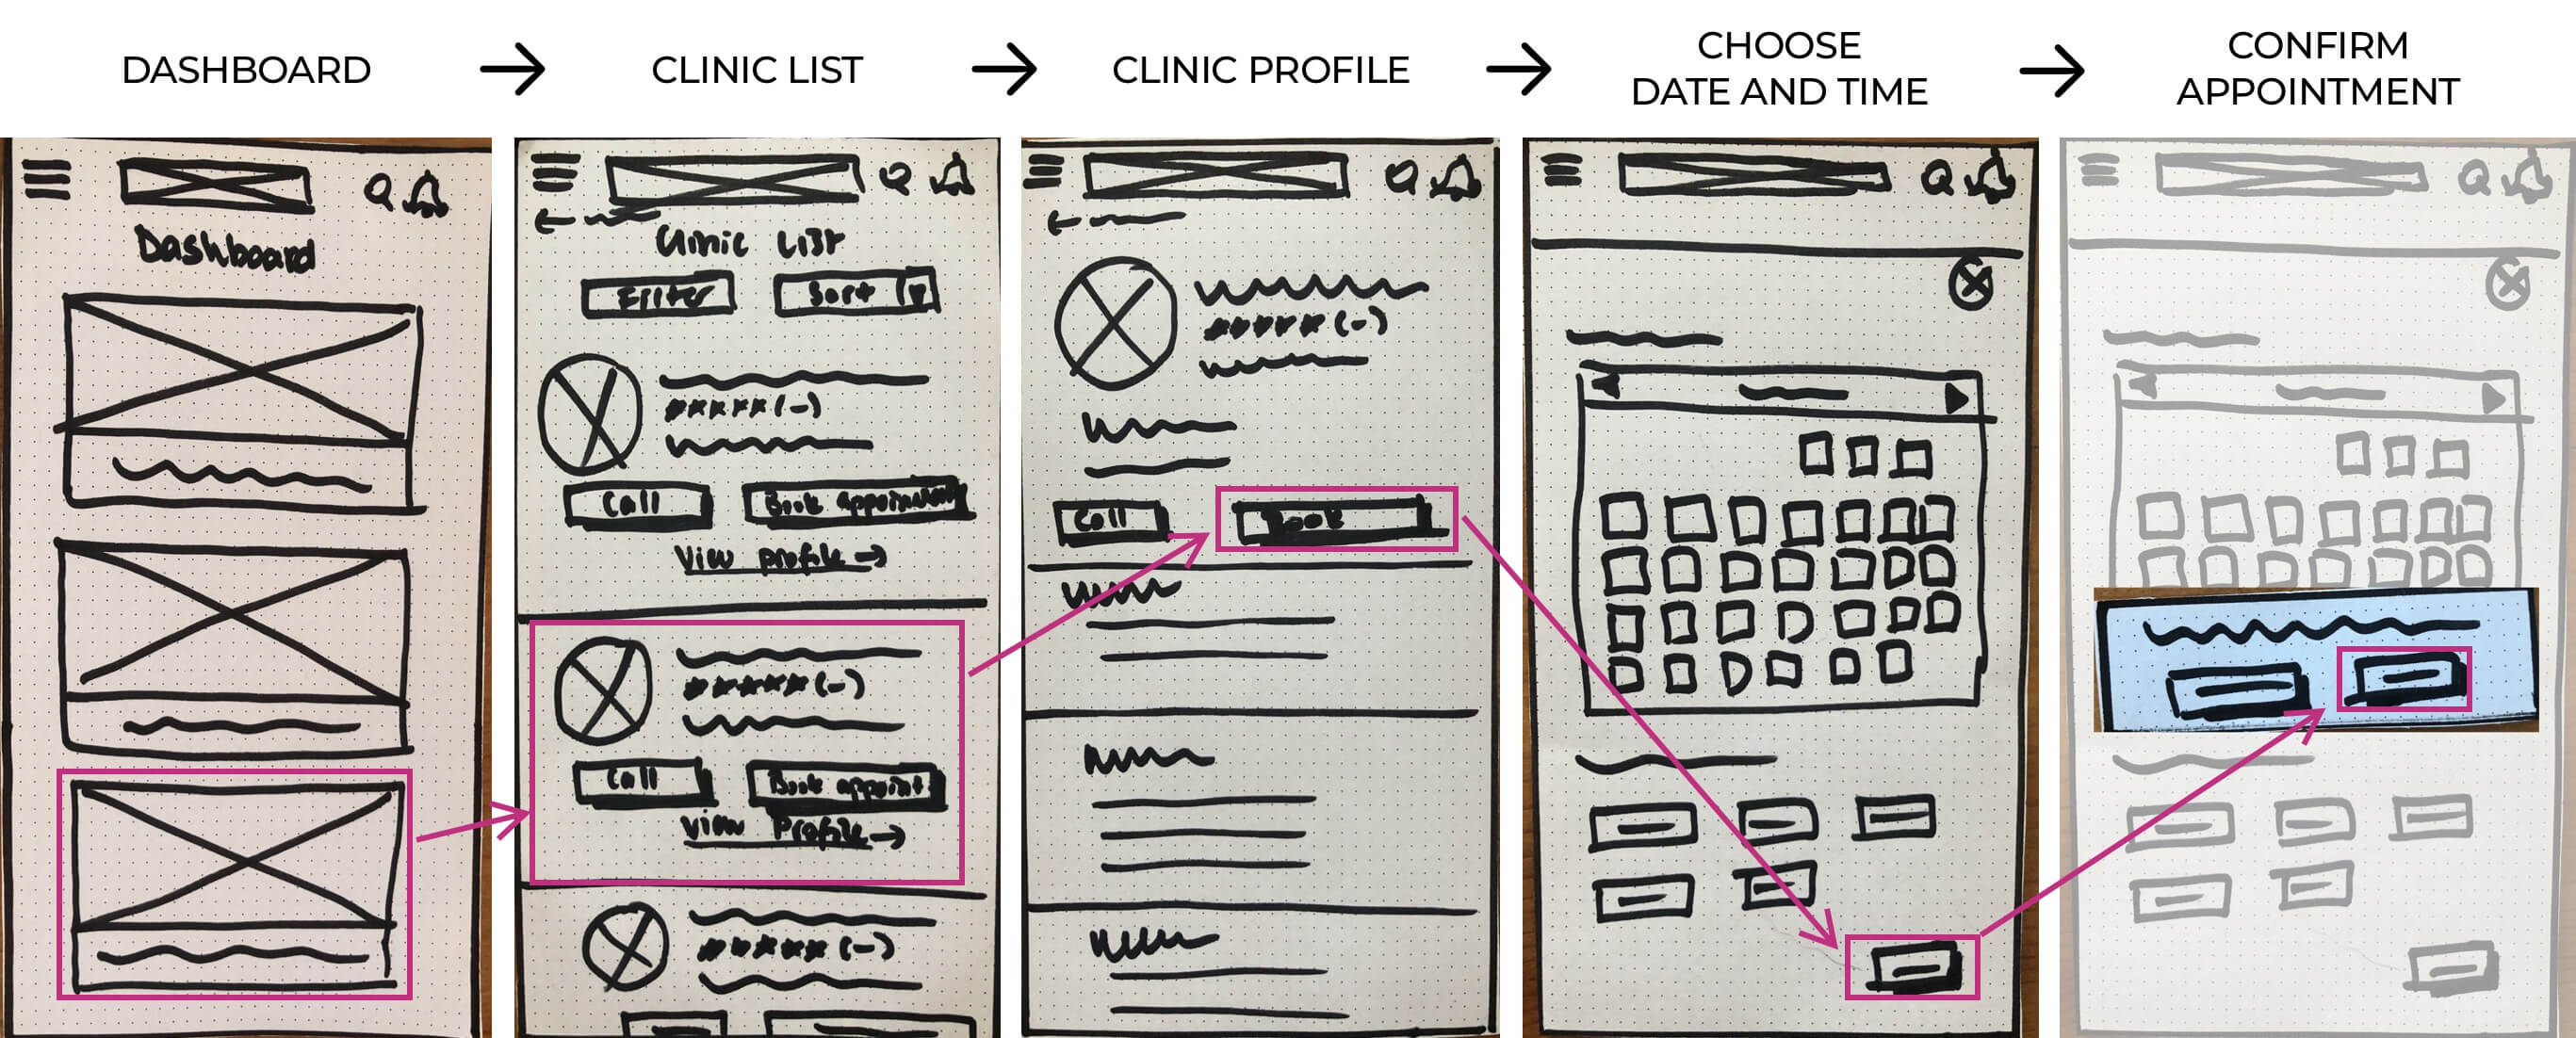 DASHBOARD
CLINIC LIST
CLINIC PROFILE
CHOOSE
DATE AND TIME
CONFIRM
APPOINTMENT
Dashboard
Clinic List
Filter
Sort
Call
Book appointment
View profile →
Call
Book appoint
View Profile →
Call
Book